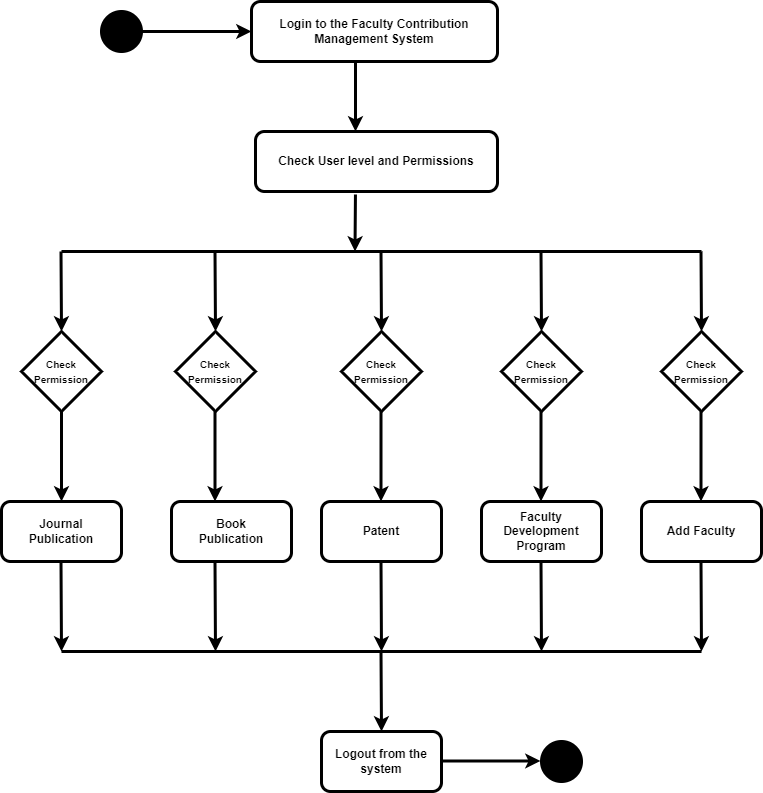 Login to the Faculty Contribution
Management System
Check User level and Permissions
Check
Permission
Check
Permission
Check
Permission
Check
Permission
Check
Permission
Journal
Publication
Book
Publication
Patent
Faculty
Development
Program
Add Faculty
Logout from the
system